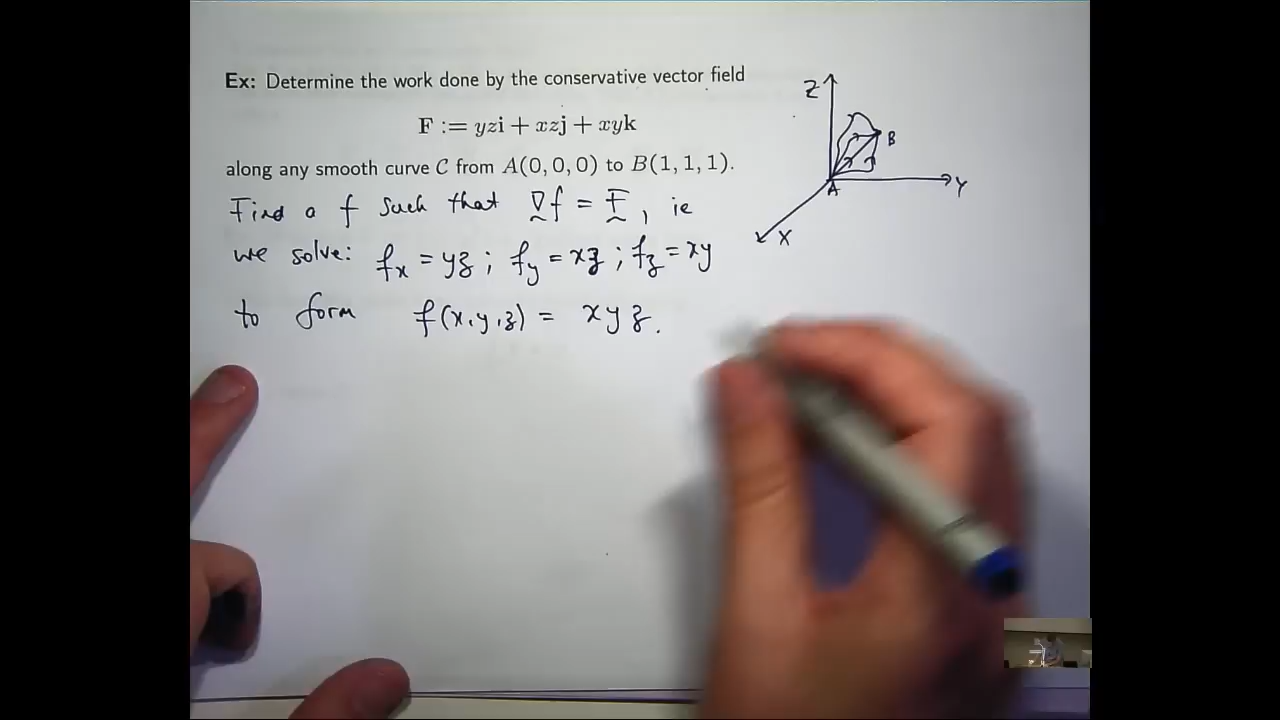 Ex: Determine the work done by the conservative vector field
F := yzi + xzj + xyk
along any smooth curve C from A(0, 0, 0) to B(1, 1, 1).
Find a f such that ∇f = F, ie
we solve: fx = yz ; fy = xz ; fz = xy
to form f(x,y,z) = xyz.
Z
B
A
Y
X